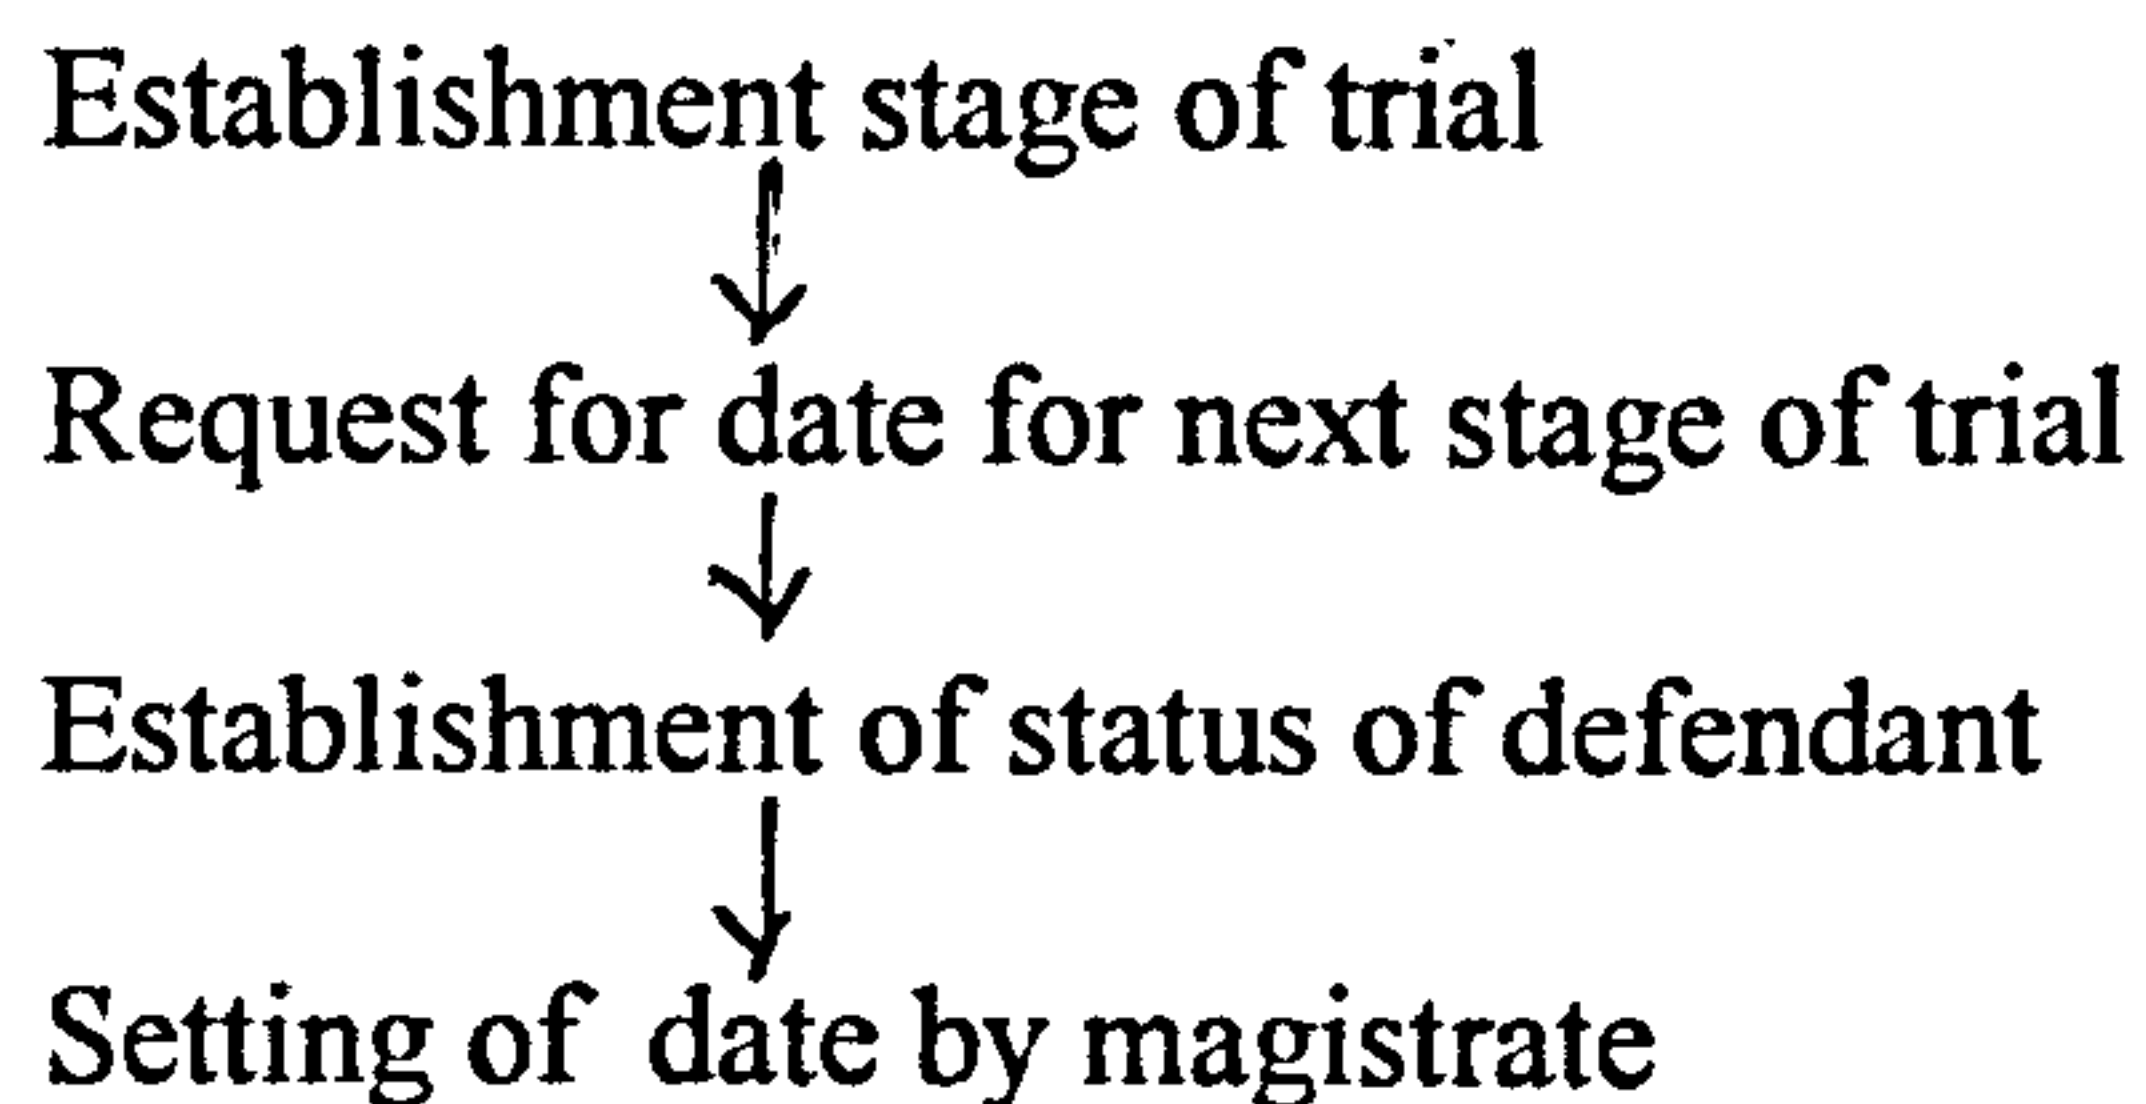 Establishment stage of trial
Request for date for next stage of trial
Establishment of status of defendant
Setting of date by magistrate